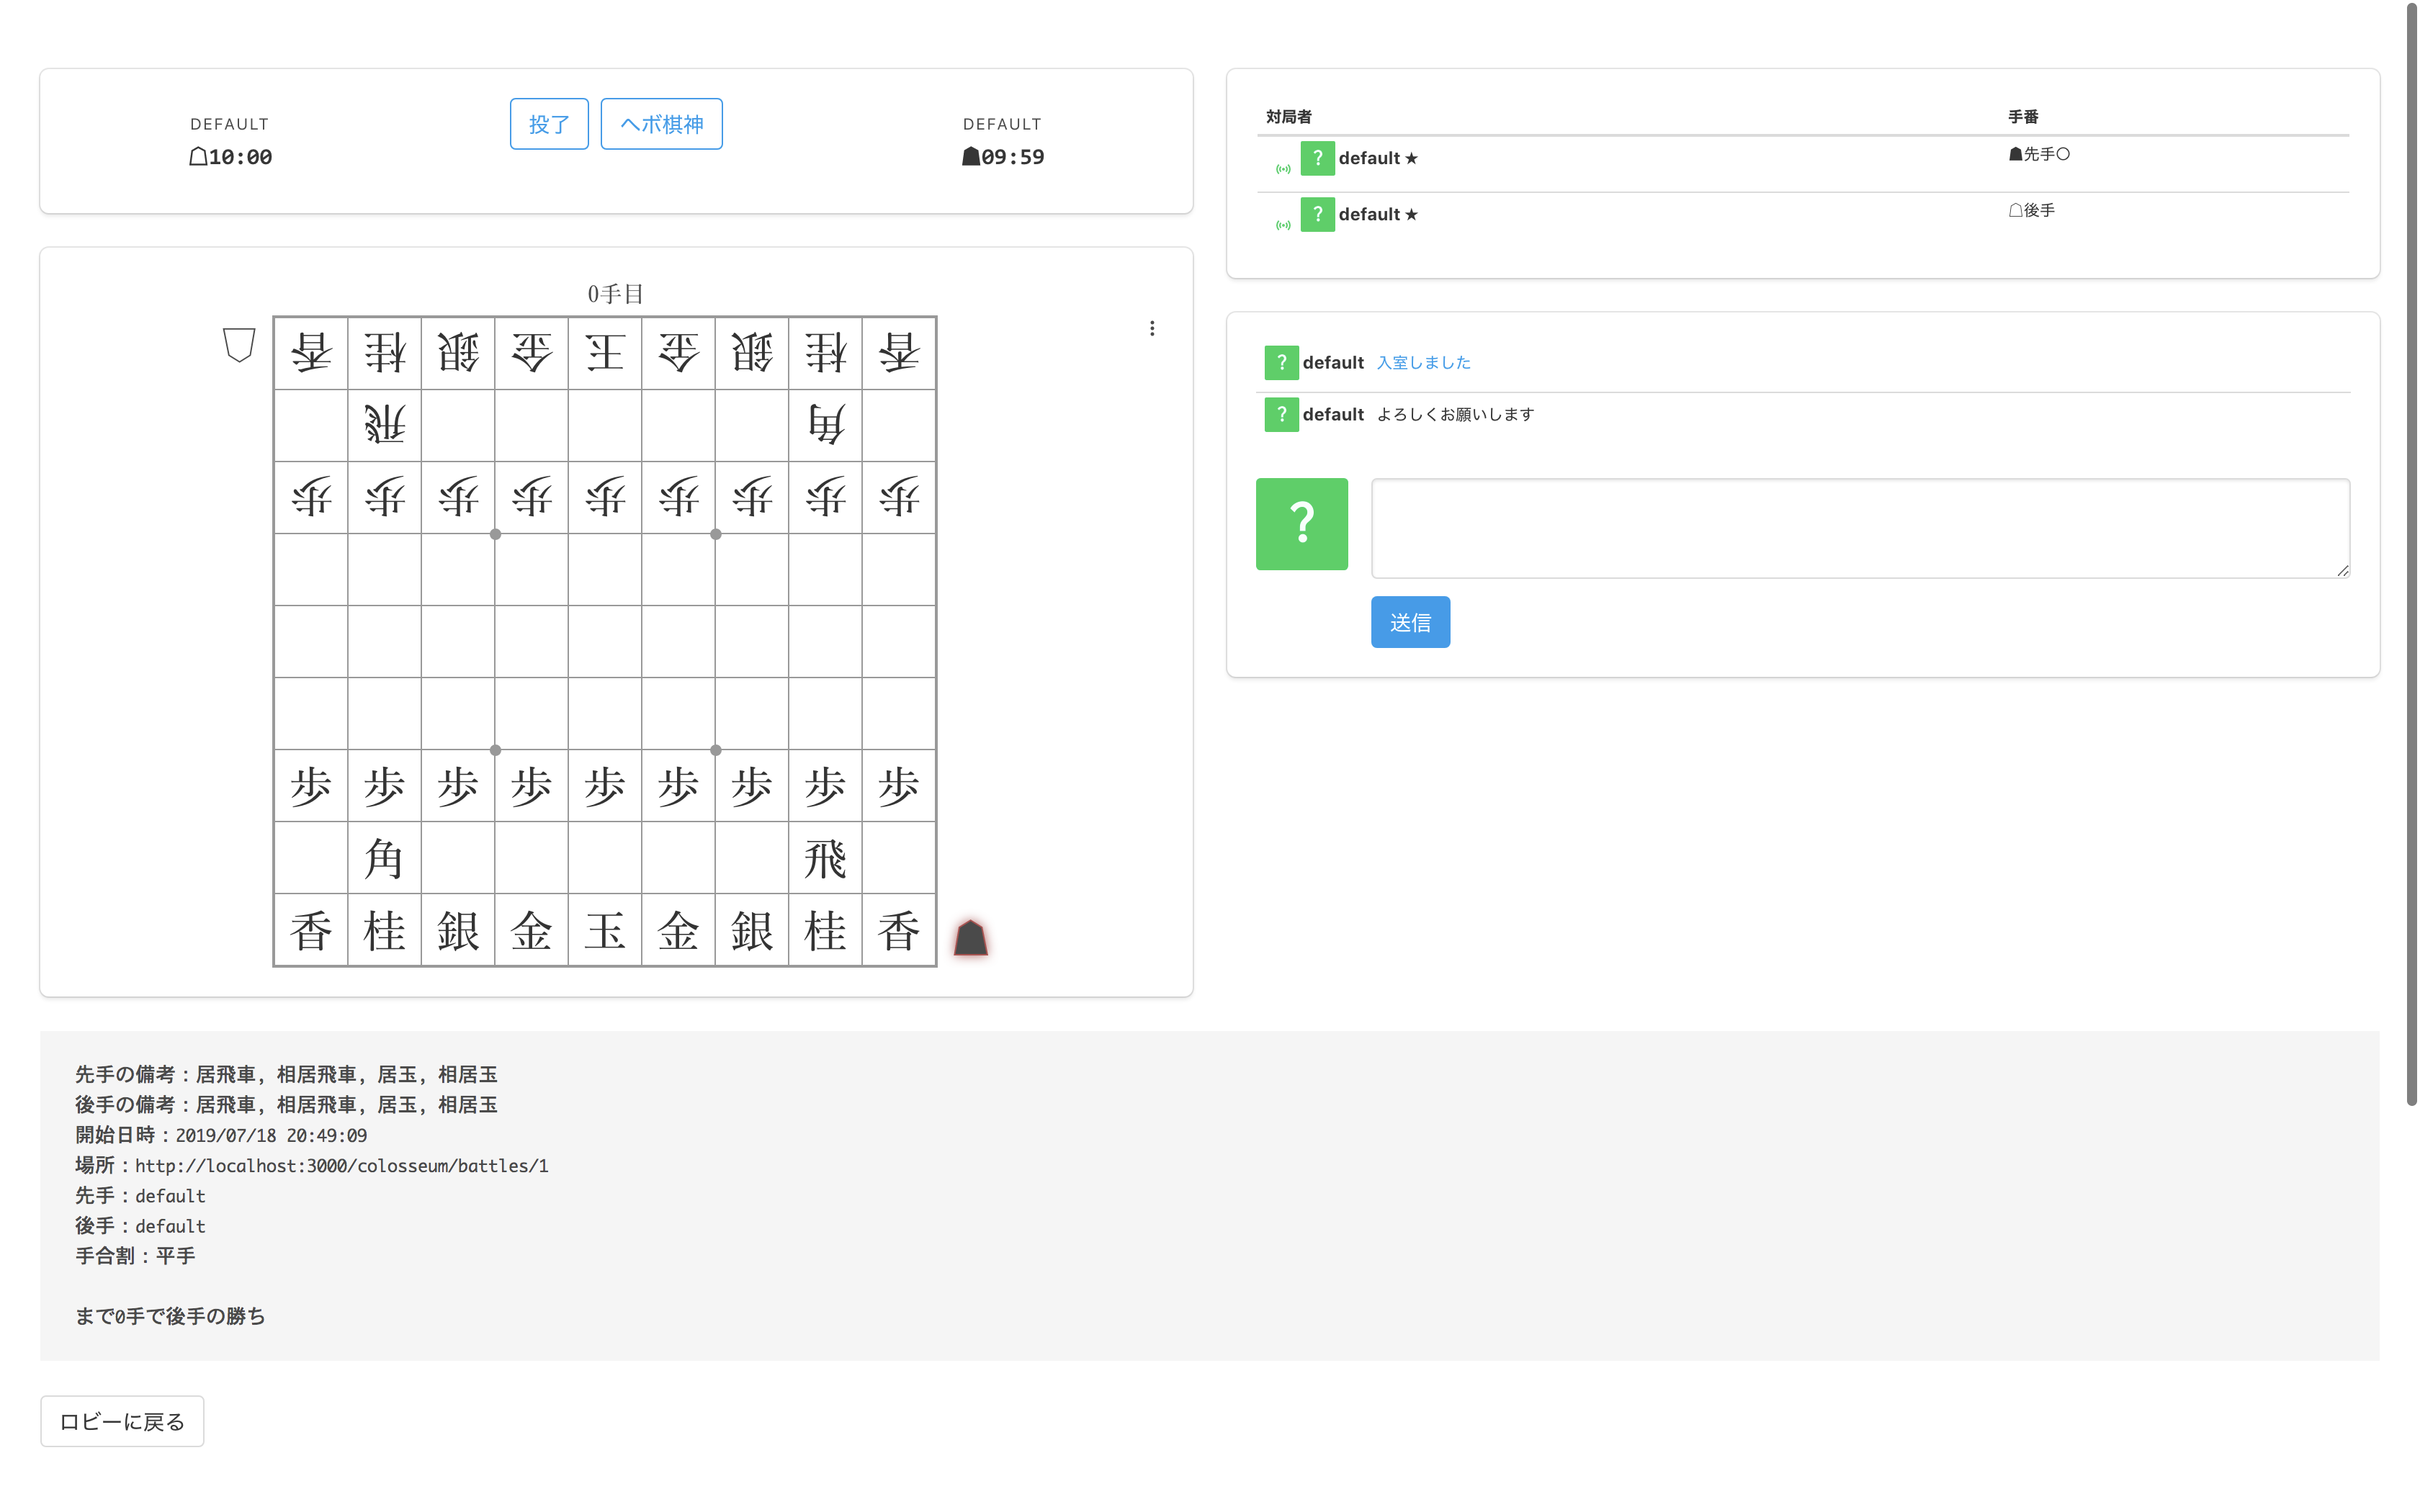 DEFAULT
☖10:00
投了
ヘボ棋神
DEFAULT
☗09:59
0手目
香桂銀金王金銀桂香
飛角
歩歩歩歩歩歩歩歩歩
歩歩歩歩歩歩歩歩歩
角飛
香桂銀金玉金銀桂香
対局者 手番
? default ★ ☗先手○
? default ★ ☖後手
? default 入室しました
? default よろしくお願いします
?
送信
先手の備考:居飛車, 相居飛車, 居玉, 相居玉
後手の備考:居飛車, 相居飛車, 居玉, 相居玉
開始日時:2019/07/18 20:49:09
場所:http://localhost:3000/colosseum/battles/1
先手:default
後手:default
手合割:平手
まで0手で後手の勝ち
ロビーに戻る